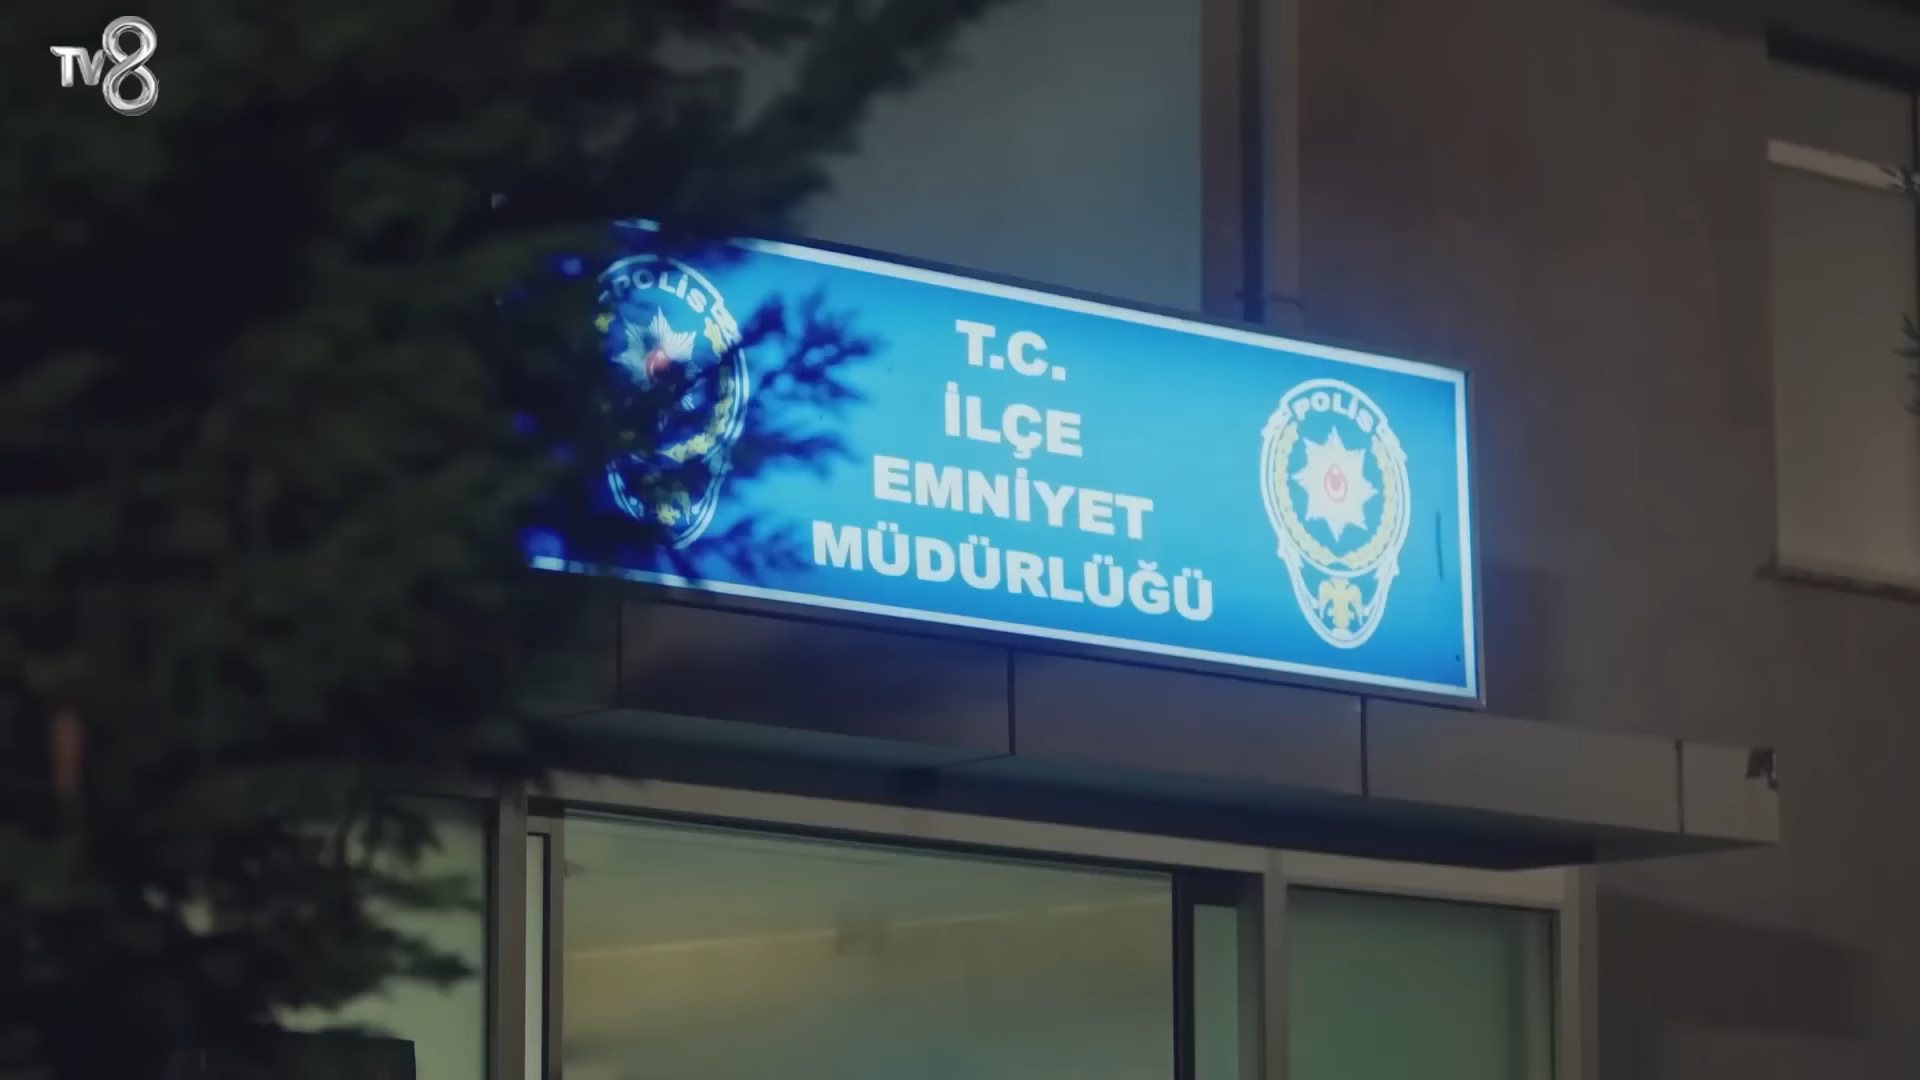 TV8
POLİS
T.C.
İLÇE
EMNİYET
MÜDÜRLÜĞÜ
POLİS